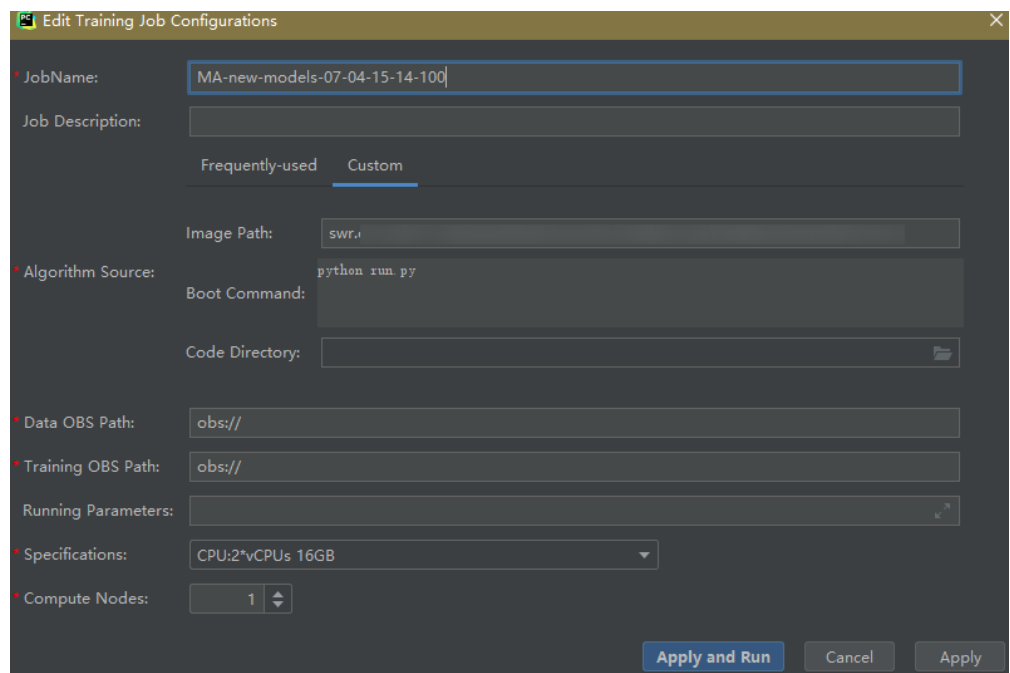 PC Edit Training Job Configurations
* JobName: MA-new-models-07-04-15-14-100
Job Description:
Frequently-used Custom
Image Path: swr.
* Algorithm Source:
python run.py
Boot Command:
Code Directory:
* Data OBS Path: obs://
* Training OBS Path: obs://
Running Parameters:
* Specifications: CPU:2*vCPUs 16GB
* Compute Nodes: 1
Apply and Run Cancel Apply